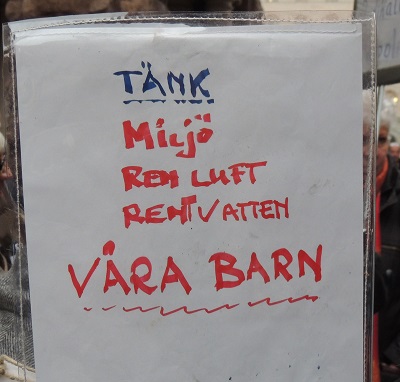 TÄNK
Miljö
REN LUFT
RENT VATTEN
VÅRA BARN